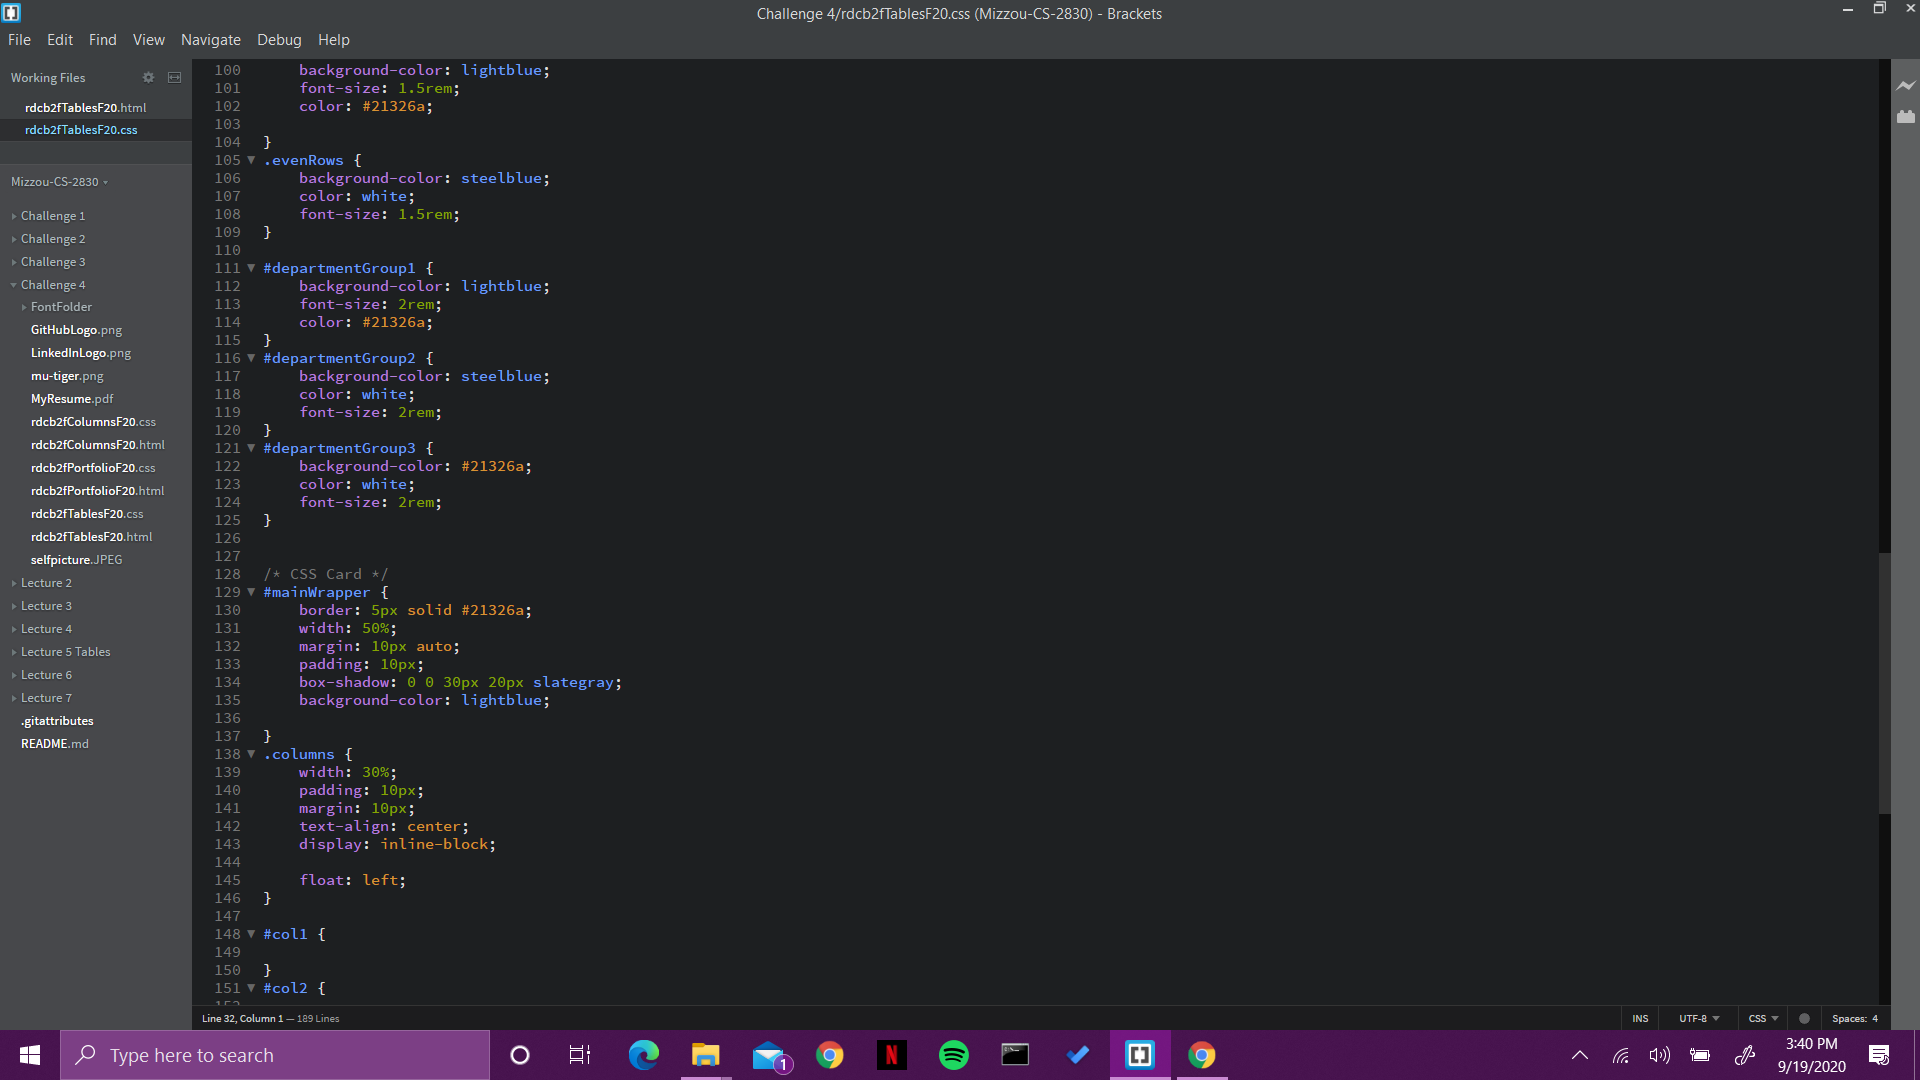 Challenge 4/rdcb2fTablesF20.css (Mizzou-CS-2830) - Brackets
File Edit Find View Navigate Debug Help
Working Files
rdcb2fTablesF20.html
rdcb2fTablesF20.css
Mizzou-CS-2830
Challenge 1
Challenge 2
Challenge 3
Challenge 4
FontFolder
GitHubLogo.png
LinkedInLogo.png
mu-tiger.png
MyResume.pdf
rdcb2fColumnsF20.css
rdcb2fColumnsF20.html
rdcb2fPortfolioF20.css
rdcb2fPortfolioF20.html
rdcb2fTablesF20.css
rdcb2fTablesF20.html
selfpicture.JPEG
Lecture 2
Lecture 3
Lecture 4
Lecture 5 Tables
Lecture 6
Lecture 7
.gitattributes
README.md
100 background-color: lightblue;
101 font-size: 1.5rem;
102 color: #21326a;
103
104 }
105 .evenRows {
106 background-color: steelblue;
107 color: white;
108 font-size: 1.5rem;
109 }
110
111 #departmentGroup1 {
112 background-color: lightblue;
113 font-size: 2rem;
114 color: #21326a;
115 }
116 #departmentGroup2 {
117 background-color: steelblue;
118 color: white;
119 font-size: 2rem;
120 }
121 #departmentGroup3 {
122 background-color: #21326a;
123 color: white;
124 font-size: 2rem;
125 }
126
127
128 /* CSS Card */
129 #mainWrapper {
130 border: 5px solid #21326a;
131 width: 50%;
132 margin: 10px auto;
133 padding: 10px;
134 box-shadow: 0 0 30px 20px slategray;
135 background-color: lightblue;
136
137 }
138 .columns {
139 width: 30%;
140 padding: 10px;
141 margin: 10px;
142 text-align: center;
143 display: inline-block;
144
145 float: left;
146 }
147
148 #col1 {
149
150 }
151 #col2 {
152
Line 32, Column 1 — 189 Lines
INS UTF-8 CSS Spaces: 4
Type here to search
1
3:40 PM
9/19/2020